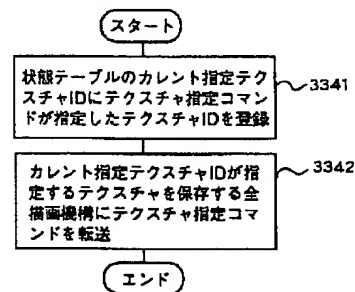 スタート
状態テーブルのカレント指定テク
スチャIDにテクスチャ指定コマン
ドが指定したテクスチャIDを登録
3341
カレント指定テクスチャIDが指
定するテクスチャを保存する全
描画機構にテクスチャ指定コマ
ンドを転送
3342
エンド